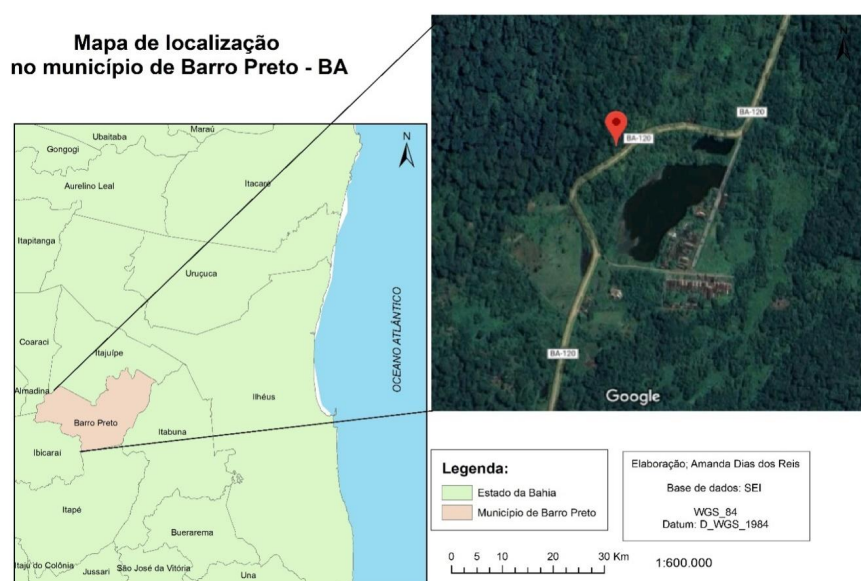 Mapa de localização
no município de Barro Preto - BA
N
Maraú
Ubaitaba
Gongogi
Aurelino Leal
Itacaré
Itapitanga
Uruçuca
OCEANO ATLÂNTICO
Coaraci
Itajuípe
Almadina
Ilhéus
Barro Preto
Itabuna
Ibicaraí
Itapé
Buerarema
Itaju do Colônia
Jussari
São José da Vitória
Una
BA-120
BA-120
BA-120
Google
Legenda:
Estado da Bahia
Município de Barro Preto
Elaboração; Amanda Dias dos Reis
Base de dados: SEI
WGS_84
Datum: D_WGS_1984
0 5 10 20 30 Km
1:600.000